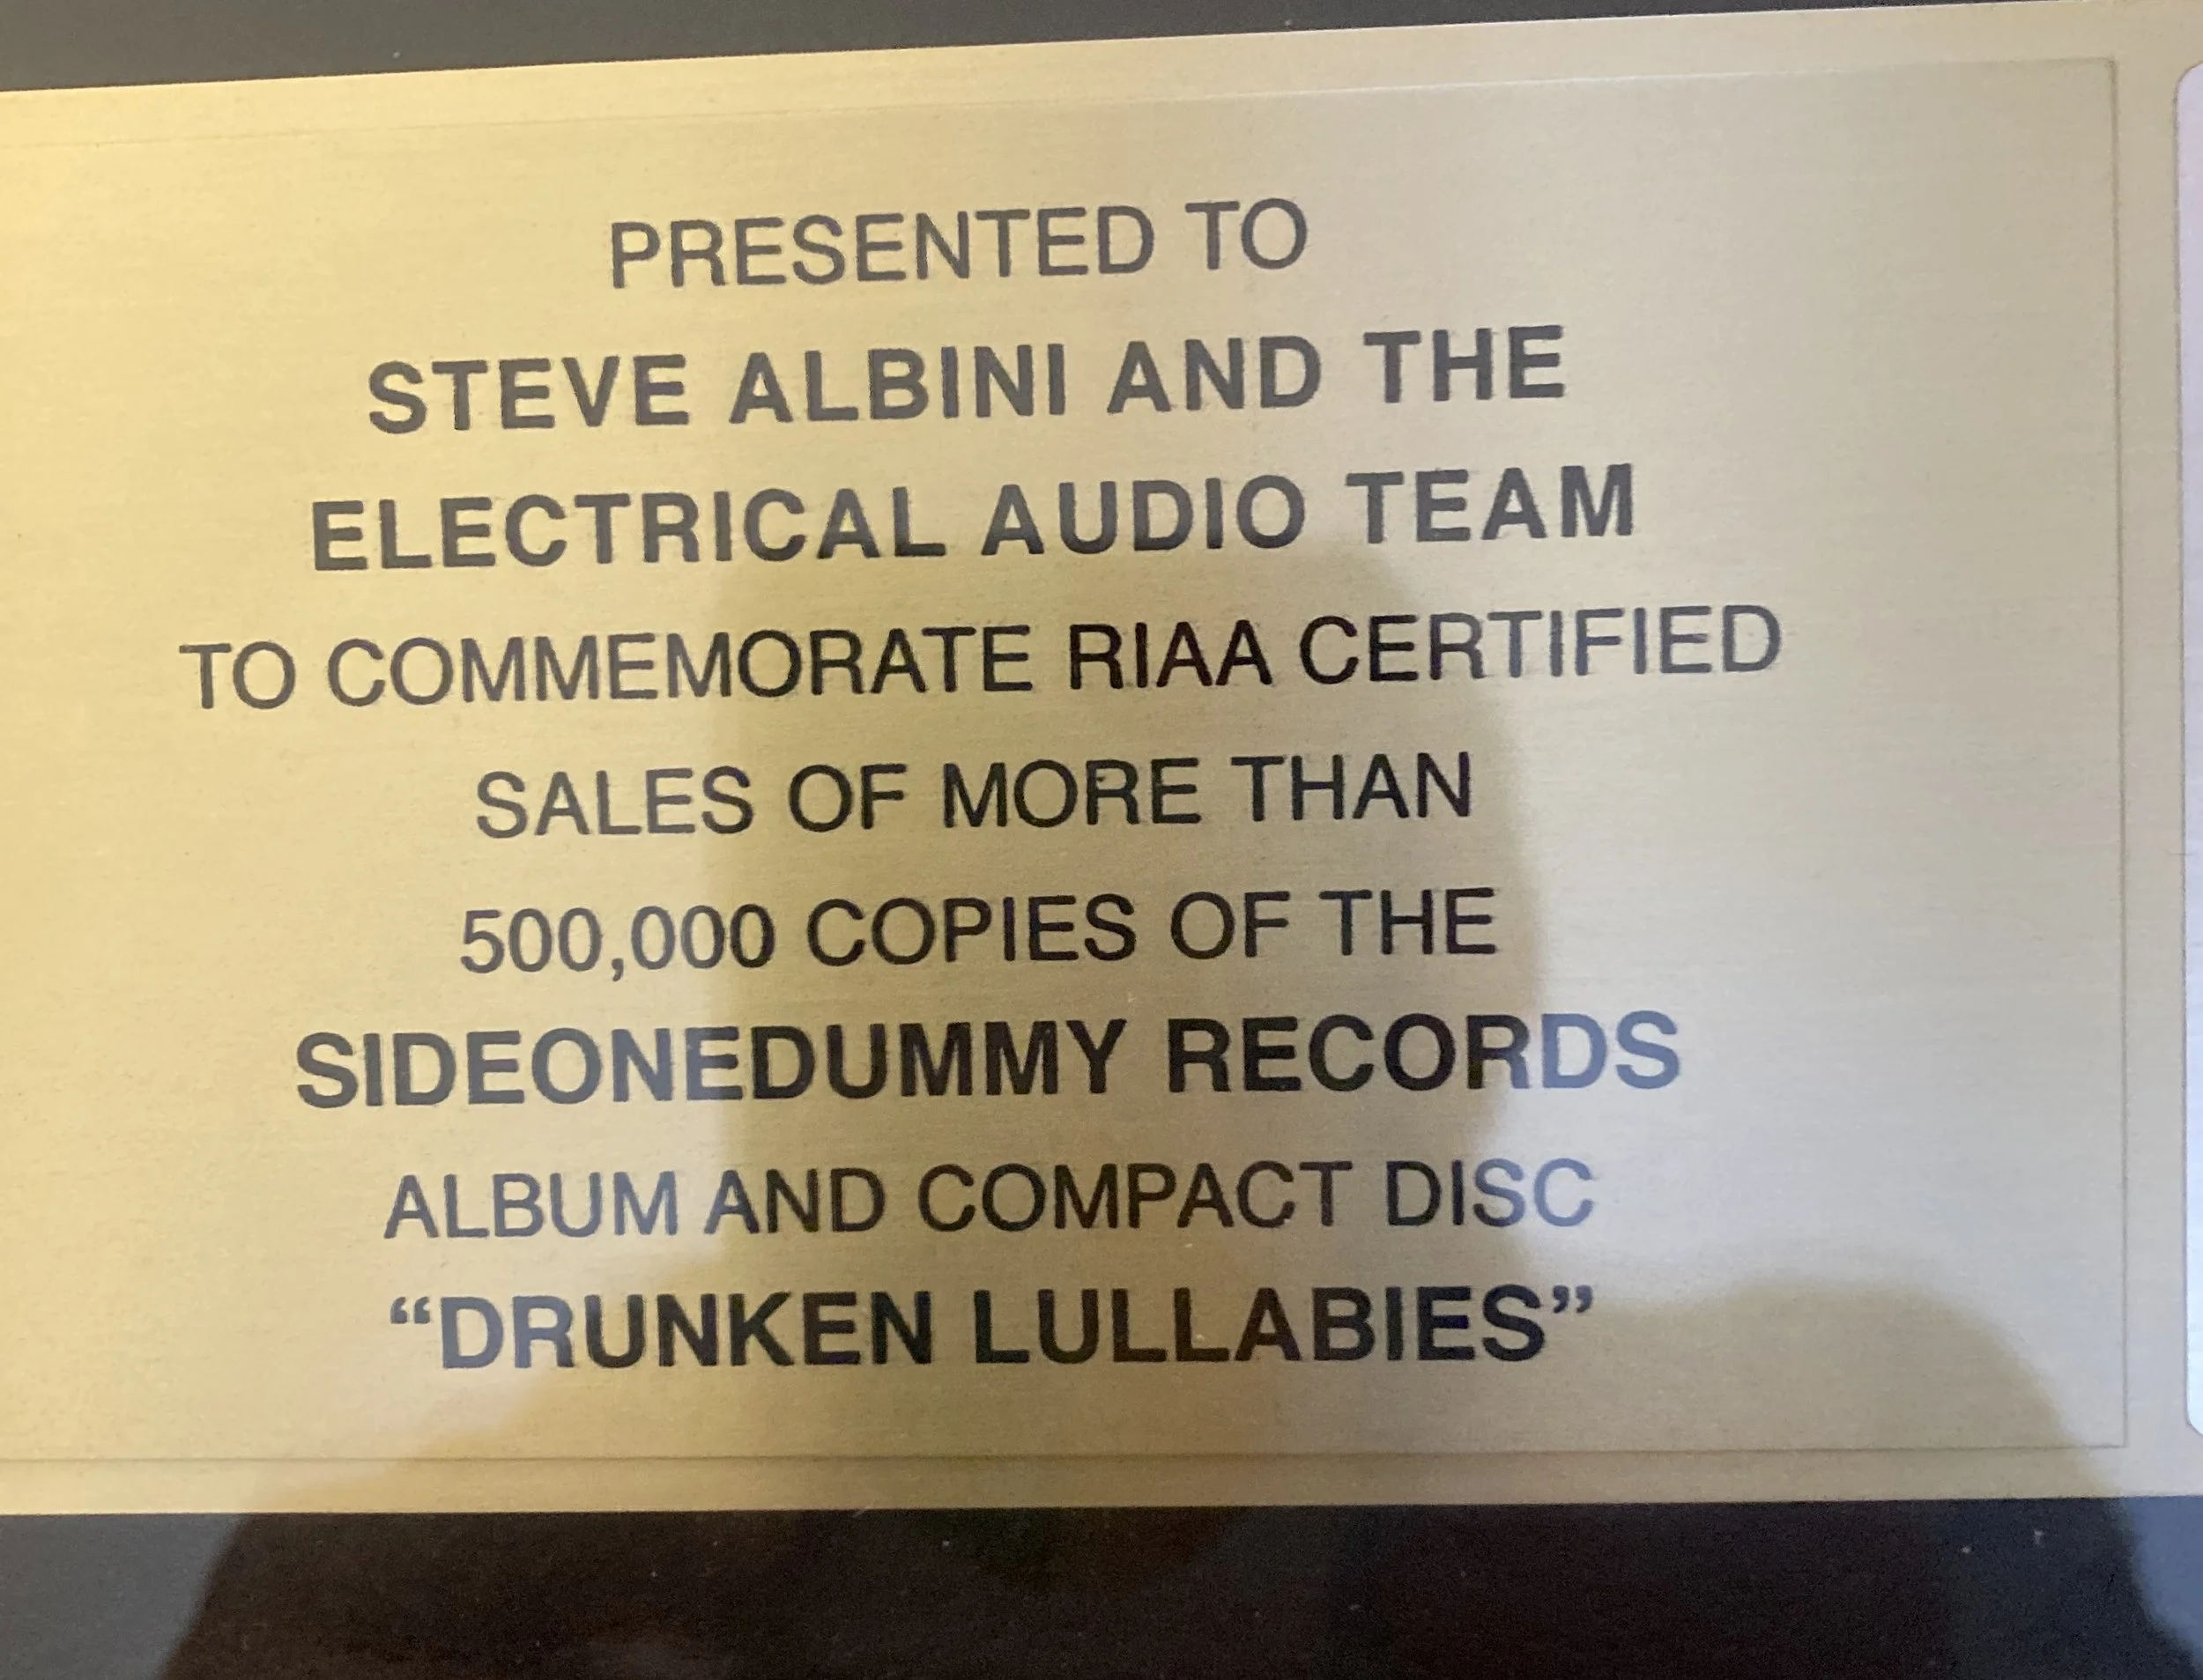 PRESENTED TO
STEVE ALBINI AND THE
ELECTRICAL AUDIO TEAM
TO COMMEMORATE RIAA CERTIFIED
SALES OF MORE THAN
500,000 COPIES OF THE
SIDEONEDUMMY RECORDS
ALBUM AND COMPACT DISC
“DRUNKEN LULLABIES”